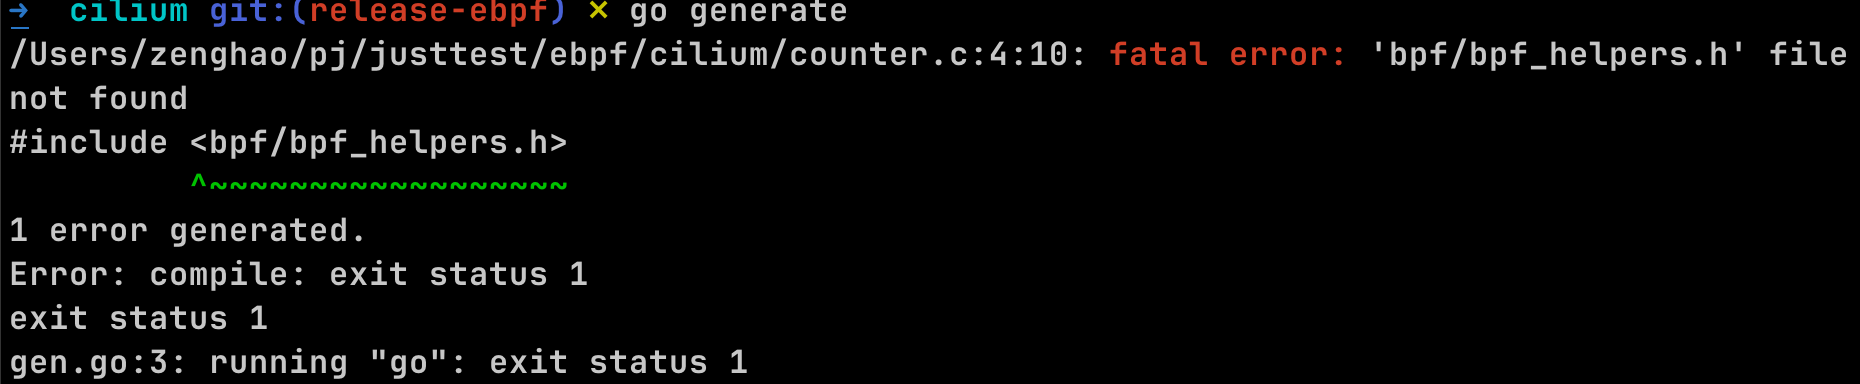 → cilium git:(release-ebpf) × go generate
/Users/zenghao/pj/justtest/ebpf/cilium/counter.c:4:10: fatal error: 'bpf/bpf_helpers.h' file
not found
#include <bpf/bpf_helpers.h>
         ^~~~~~~~~~~~~~~~~~~
1 error generated.
Error: compile: exit status 1
exit status 1
gen.go:3: running "go": exit status 1